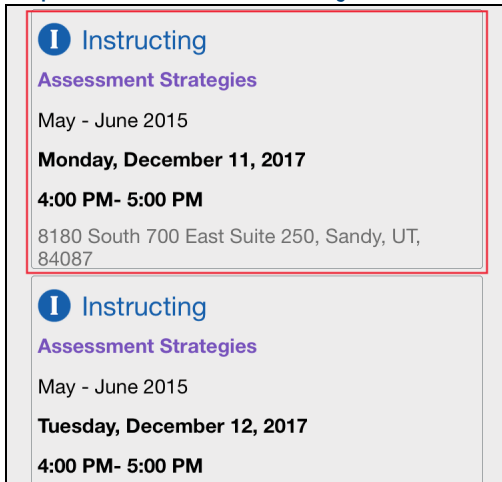 I Instructing
Assessment Strategies
May - June 2015
Monday, December 11, 2017
4:00 PM- 5:00 PM
8180 South 700 East Suite 250, Sandy, UT,
84087
I Instructing
Assessment Strategies
May - June 2015
Tuesday, December 12, 2017
4:00 PM- 5:00 PM